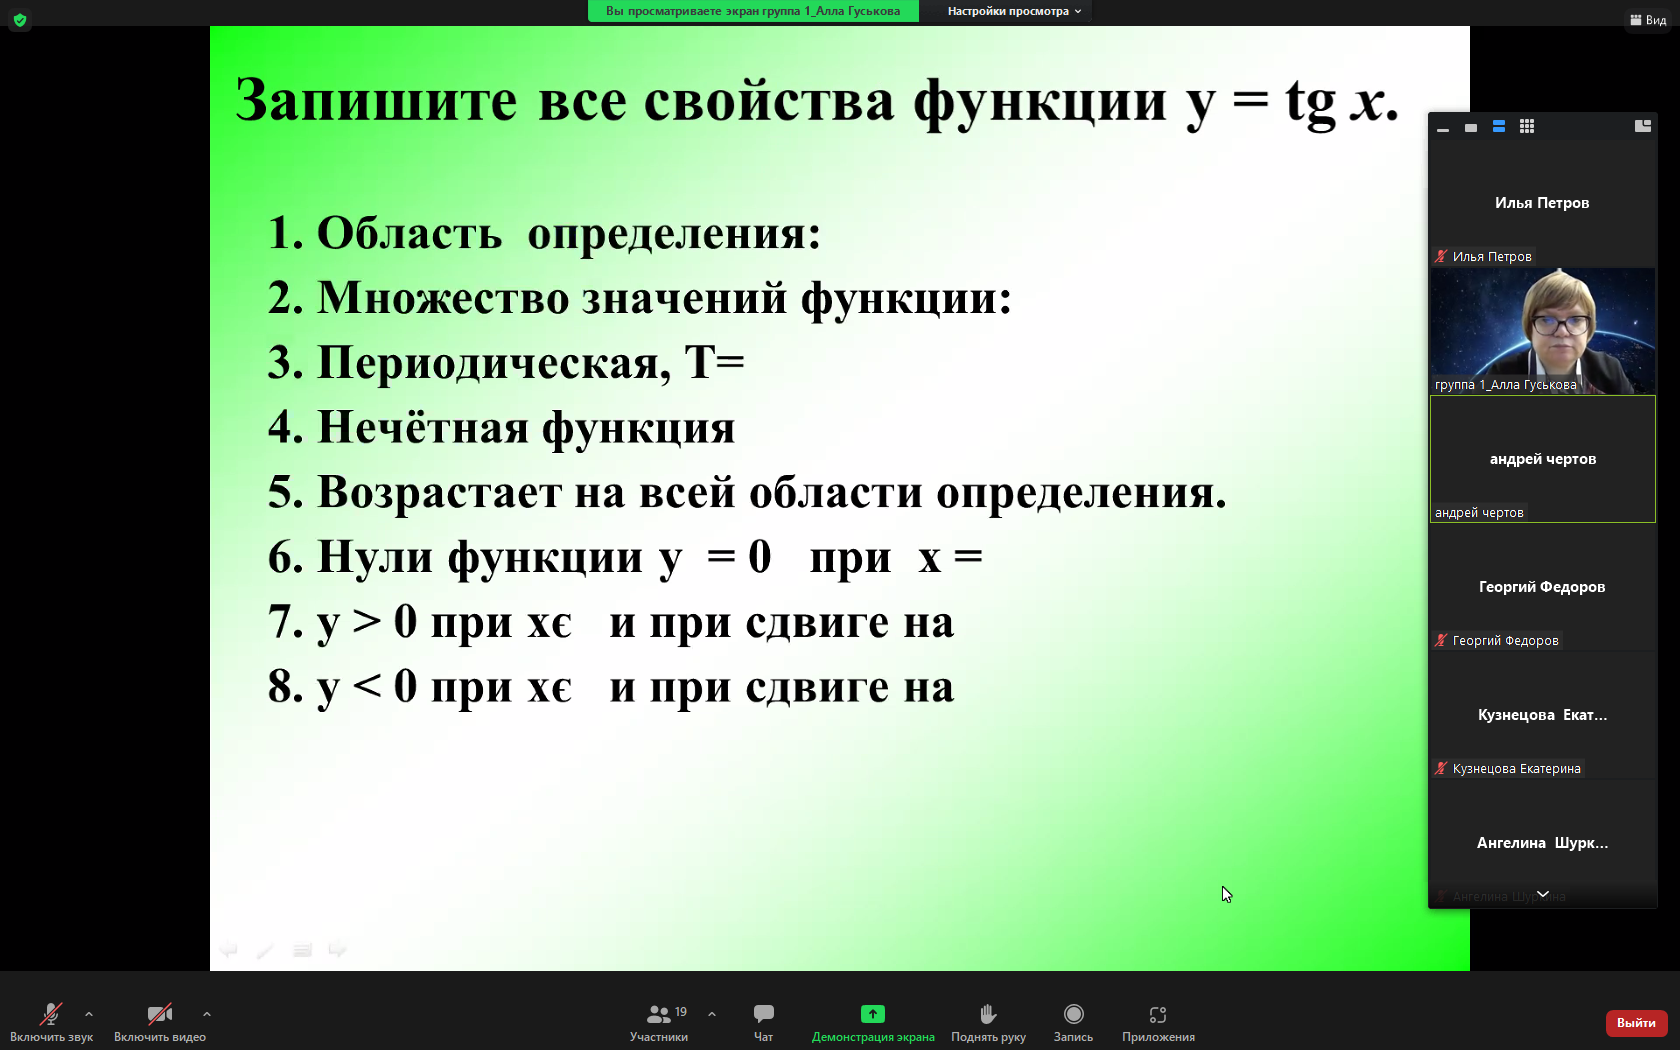 Вы просматриваете экран группа 1_Алла Гуськова
Настройки просмотра
Вид
Запишите все свойства функции y = tg x.
1. Область определения:
2. Множество значений функции:
3. Периодическая, T=
4. Нечётная функция
5. Возрастает на всей области определения.
6. Нули функции у = 0 при х =
7. у > 0 при хє и при сдвиге на
8. у < 0 при хє и при сдвиге на
Илья Петров
Илья Петров
группа 1_Алла Гуськова
андрей чертов
андрей чертов
Георгий Федоров
Георгий Федоров
Кузнецова Екат...
Кузнецова Екатерина
Ангелина Шурк...
Ангелина Шуркина
Включить звук
Включить видео
Участники
19
Чат
Демонстрация экрана
Поднять руку
Запись
Приложения
Выйти